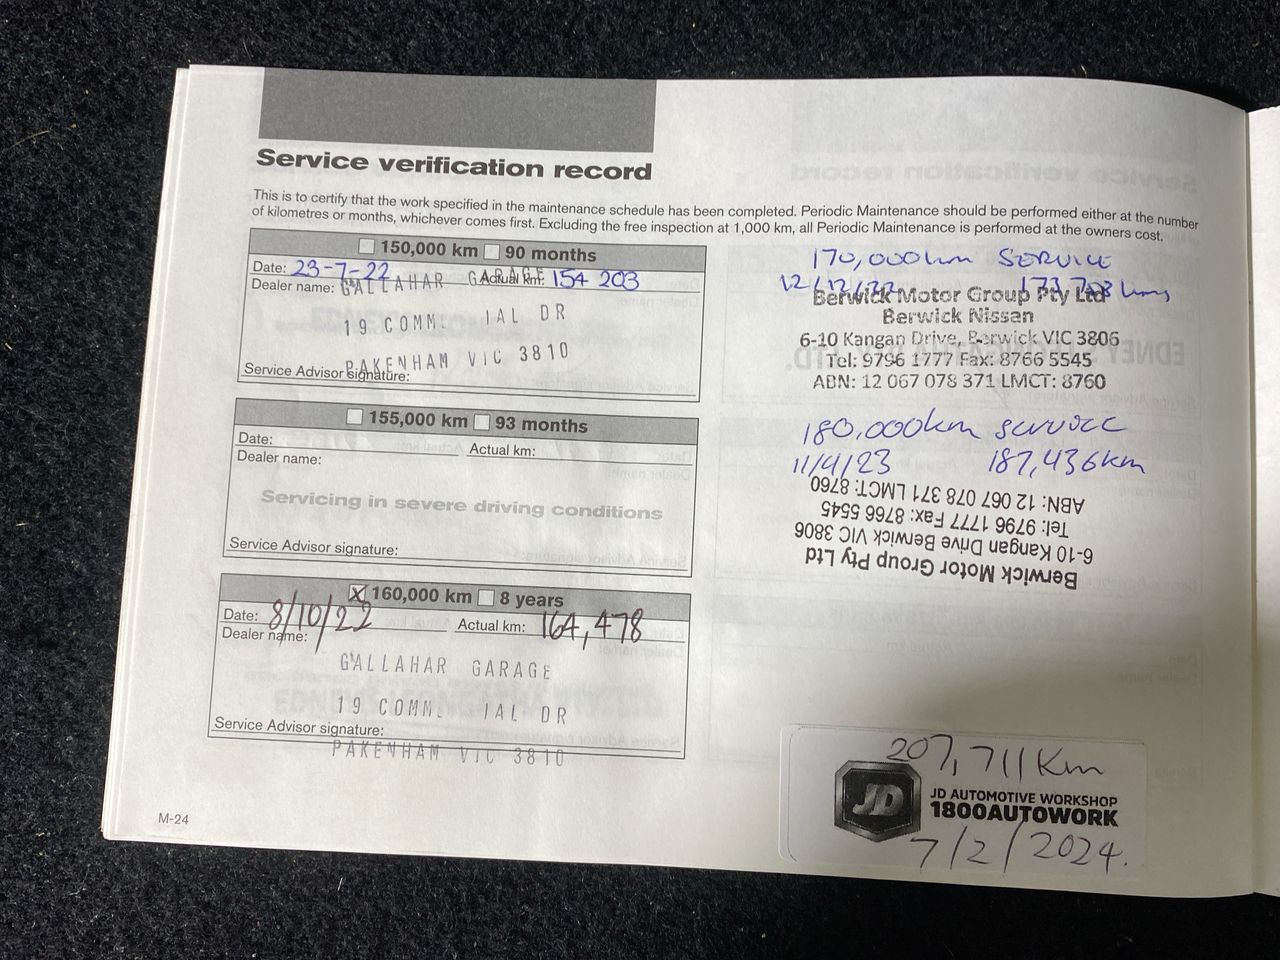 Service verification record
This is to certify that the work specified in the maintenance schedule has been completed. Periodic Maintenance should be performed either at the number
of kilometres or months, whichever comes first. Excluding the free inspection at 1,000 km, all Periodic Maintenance is performed at the owners cost.
150,000 km 90 months
Date: 23-7-22 Actual km: 154 203
Dealer name: GALLAHAR GARAGE
19 COMM IAL DR
PAKENHAM VIC 3810
Service Advisor signature:
155,000 km 93 months
Date: Actual km:
Dealer name:
Servicing in severe driving conditions
Service Advisor signature:
X 160,000 km 8 years
Date: 8/10/22 Actual km: 164,478
Dealer name:
GALLAHAR GARAGE
19 COMM IAL DR
Service Advisor signature:
PAKENHAM VIC 3810
M-24
170,000km SERVICE
12/12/22 kms
Berwick Motor Group Pty Ltd
Berwick Nissan
6-10 Kangan Drive, Berwick VIC 3806
Tel: 9796 1777 Fax: 8766 5545
ABN: 12 067 078 371 LMCT: 8760
180,000km service
11/4/23 187,436km
Berwick Motor Group Pty Ltd
6-10 Kangan Drive Berwick VIC 3806
Tel: 9796 1777 Fax: 8766 5545
ABN: 12 067 078 371 LMCT: 8760
207,711Km
JD
JD AUTOMOTIVE WORKSHOP
1800AUTOWORK
7/2/2024.